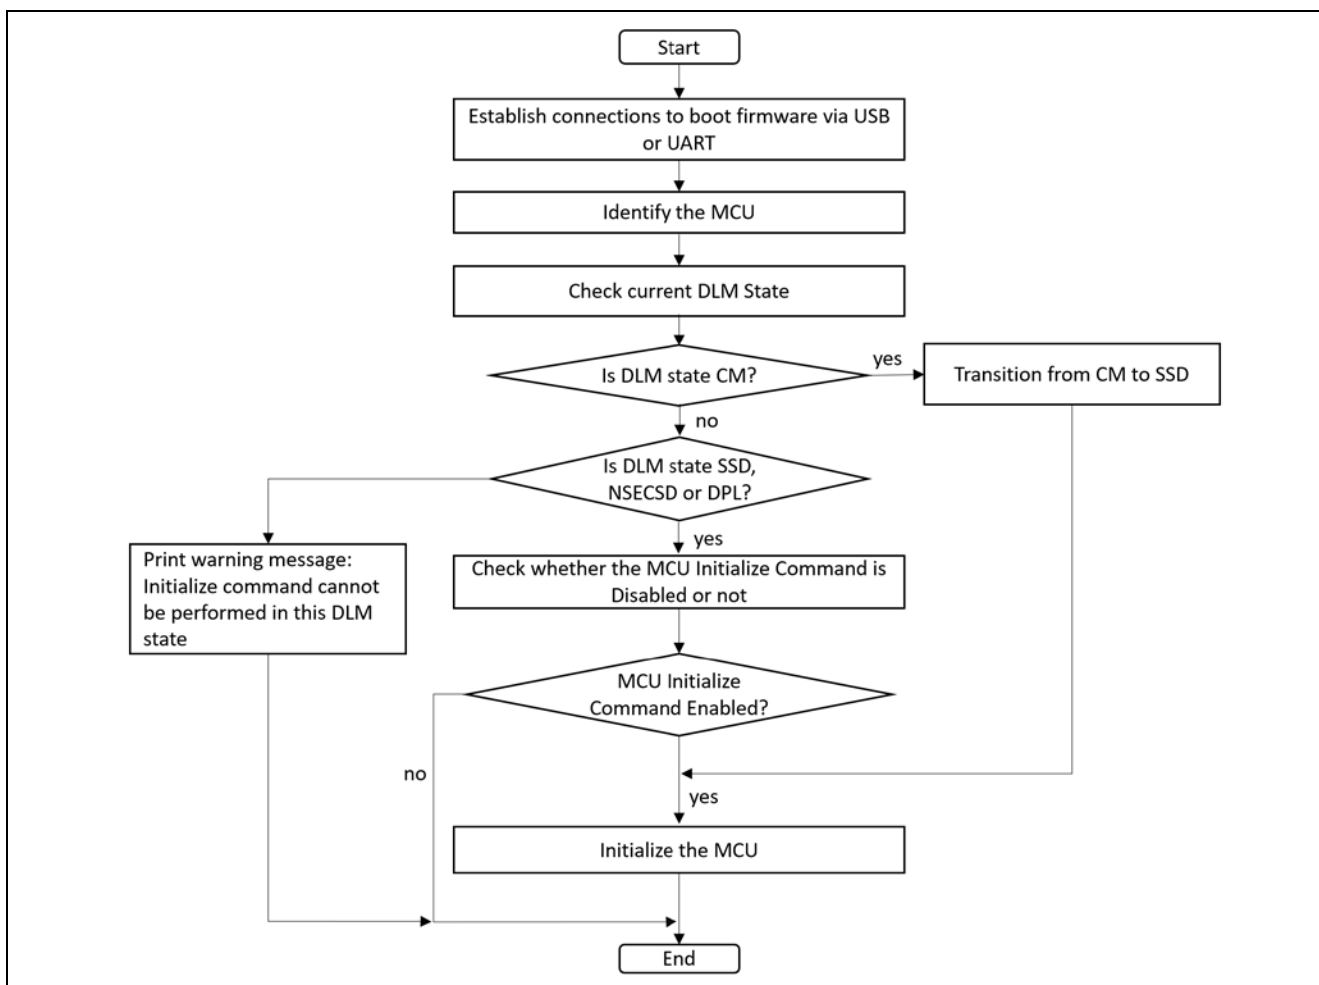 Start
Establish connections to boot firmware via USB
or UART
Identify the MCU
Check current DLM State
Is DLM state CM?
yes
Transition from CM to SSD
no
Is DLM state SSD,
NSECSD or DPL?
yes
Print warning message:
Initialize command cannot
be performed in this DLM
state
Check whether the MCU Initialize Command is
Disabled or not
MCU Initialize
Command Enabled?
no
yes
Initialize the MCU
End